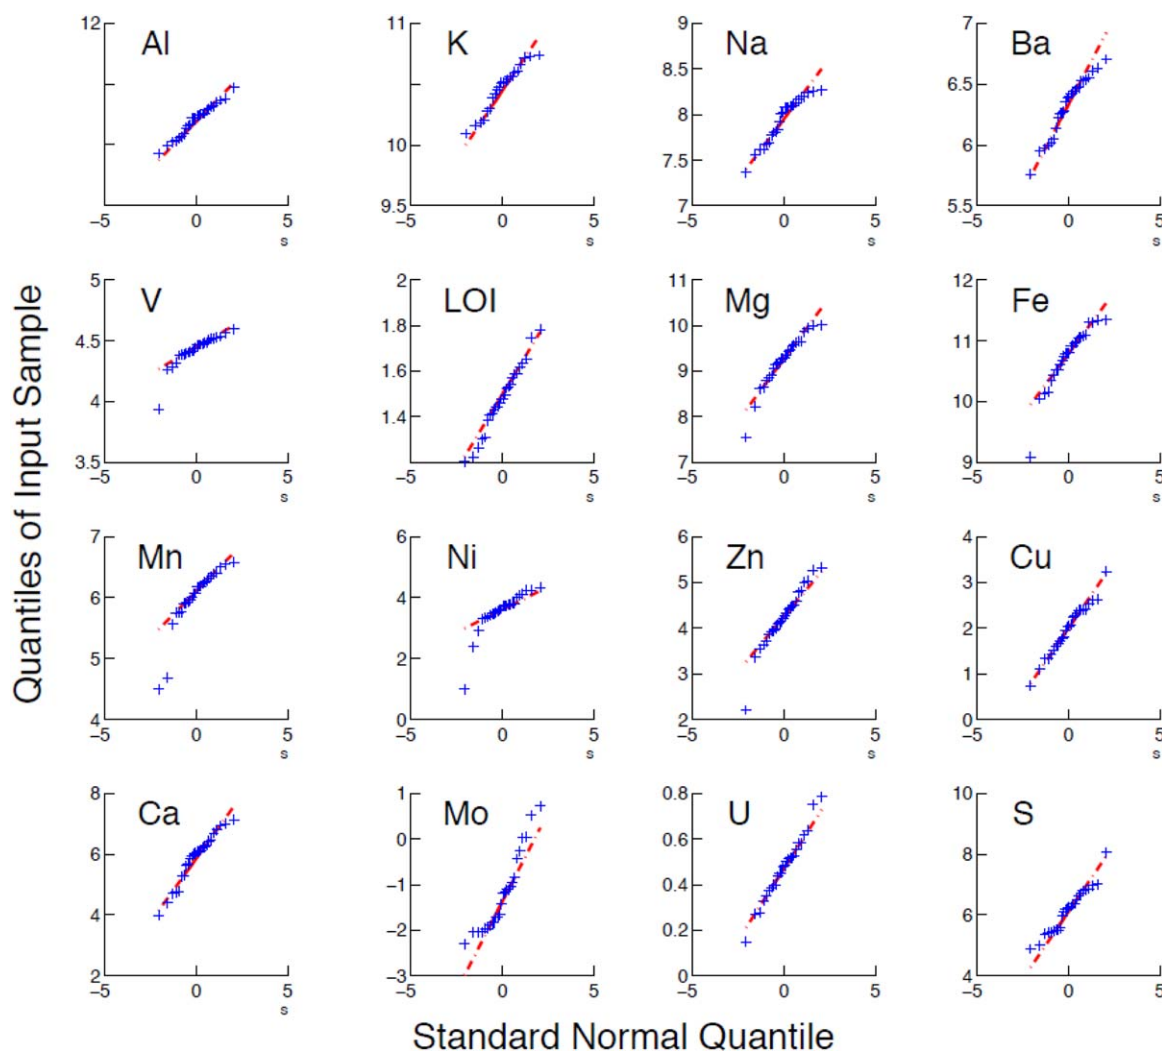 12
Al
−5 0 5
s
11
K
10
9.5
−5 0 5
s
9
Na
8.5
8
7.5
7
−5 0 5
s
7
Ba
6.5
6
5.5
−5 0 5
s
Quantiles of Input Sample
5
V
4.5
4
3.5
−5 0 5
s
2
LOI
1.8
1.6
1.4
−5 0 5
s
11
Mg
10
9
8
7
−5 0 5
s
12
Fe
11
10
9
−5 0 5
s
7
Mn
6
5
4
−5 0 5
s
6
Ni
4
2
0
−5 0 5
s
6
Zn
5
4
3
2
−5 0 5
s
4
Cu
3
2
1
0
−5 0 5
s
8
Ca
6
4
2
−5 0 5
1
Mo
0
−1
−2
−3
−5 0 5
0.8
U
0.6
0.4
0.2
0
−5 0 5
10
S
8
6
4
−5 0 5
Standard Normal Quantile